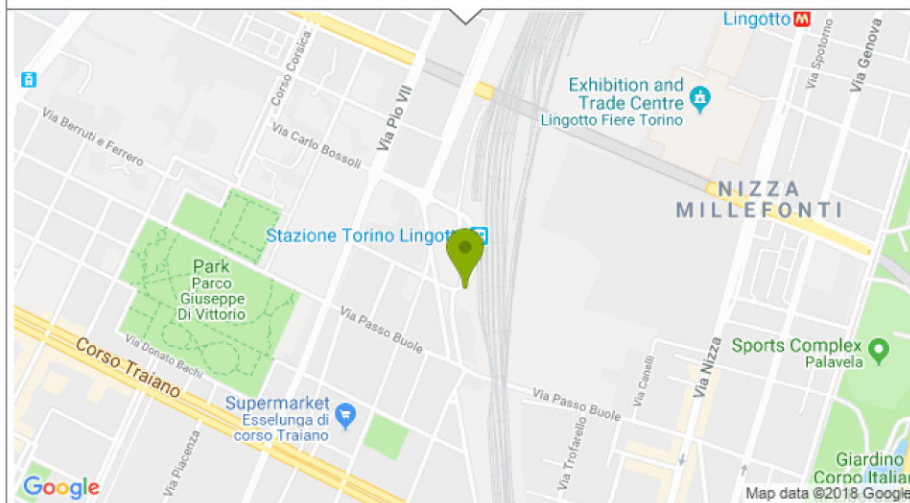 Lingotto
Via Spotorno
Via Genova
Corso Corsica
Via Pio VII
Exhibition and
Trade Centre
Lingotto Fiere Torino
Via Berruti e Ferrero
Via Carlo Bossoli
NIZZA
MILLEFONTI
Stazione Torino Lingotto
Park
Parco
Giuseppe
Di Vittorio
Via Passo Buole
Via Donato Bachi
Corso Traiano
Sports Complex
Palavela
Via Nizza
Via Canelli
Via Passo Buole
Supermarket
Esselunga di
corso Traiano
Via Piacenza
Via Trofarello
Giardino
Corpo Italian
Google
Map data ©2018 Google